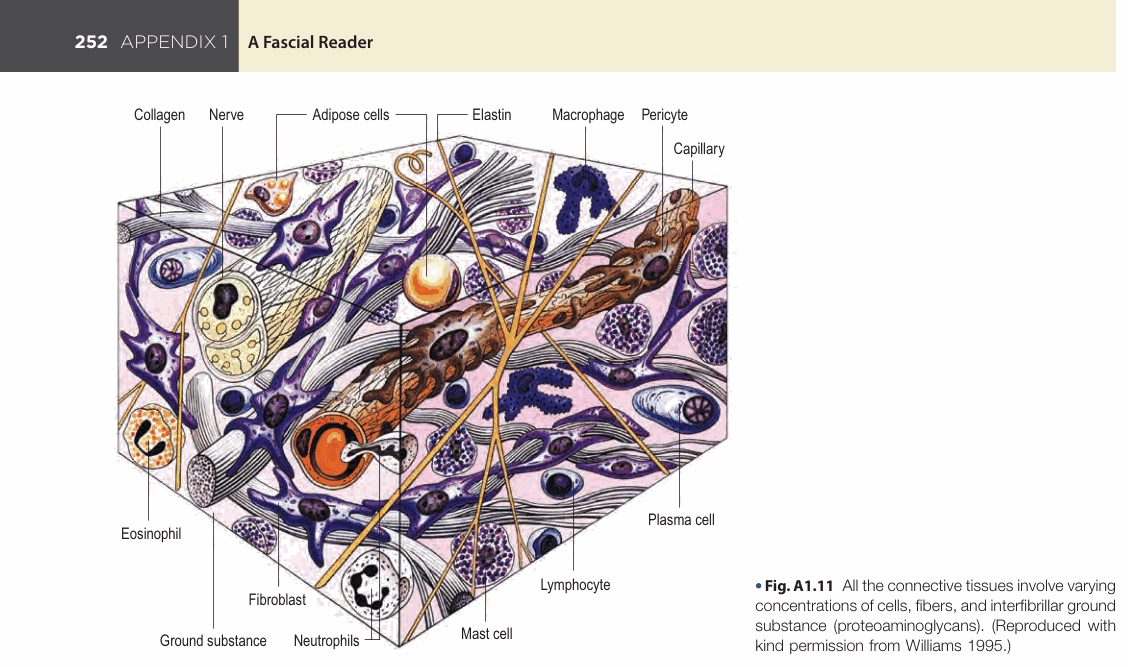 252 APPENDIX 1 A Fascial Reader
Collagen Nerve Adipose cells Elastin Macrophage Pericyte
Capillary
Plasma cell
Eosinophil
Lymphocyte
Fibroblast
Mast cell
Ground substance Neutrophils
• Fig. A1.11 All the connective tissues involve varying
concentrations of cells, fibers, and interfibrillar ground
substance (proteoaminoglycans). (Reproduced with
kind permission from Williams 1995.)